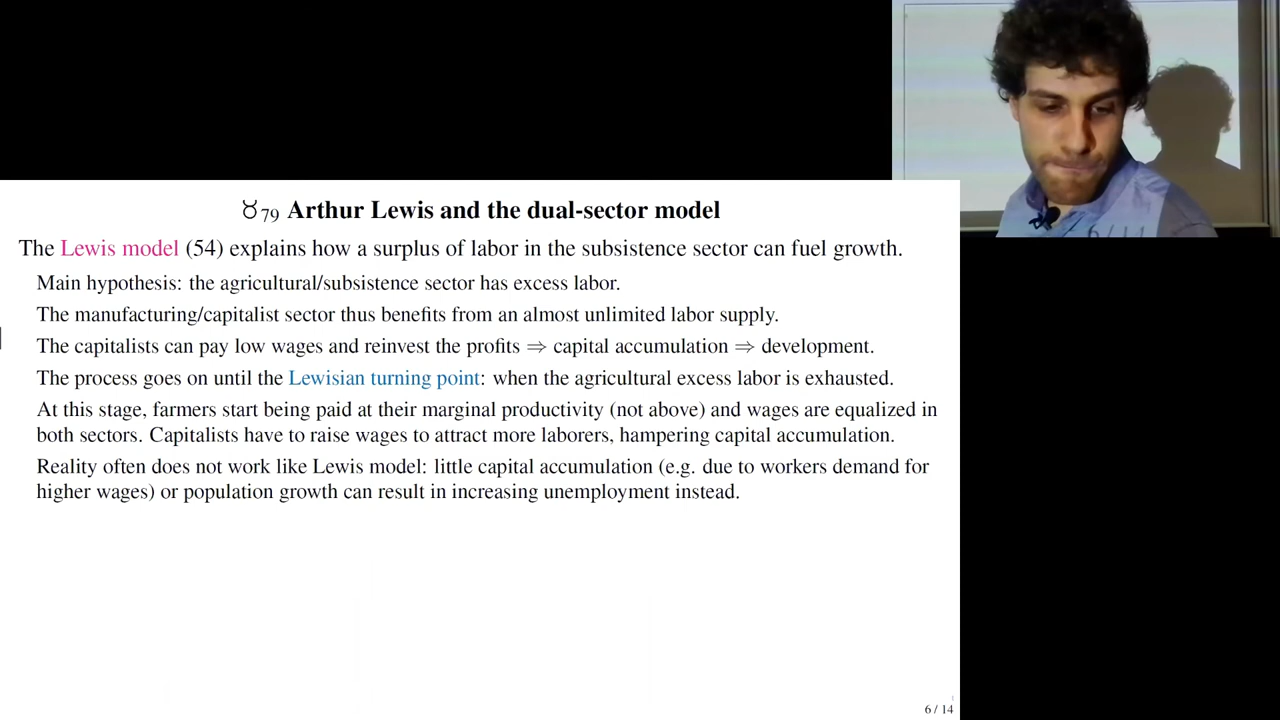 ♉79 Arthur Lewis and the dual-sector model
The Lewis model (54) explains how a surplus of labor in the subsistence sector can fuel growth.
Main hypothesis: the agricultural/subsistence sector has excess labor.
The manufacturing/capitalist sector thus benefits from an almost unlimited labor supply.
The capitalists can pay low wages and reinvest the profits ⇒ capital accumulation ⇒ development.
The process goes on until the Lewisian turning point: when the agricultural excess labor is exhausted.
At this stage, farmers start being paid at their marginal productivity (not above) and wages are equalized in
both sectors. Capitalists have to raise wages to attract more laborers, hampering capital accumulation.
Reality often does not work like Lewis model: little capital accumulation (e.g. due to workers demand for
higher wages) or population growth can result in increasing unemployment instead.
6 / 14
6/14